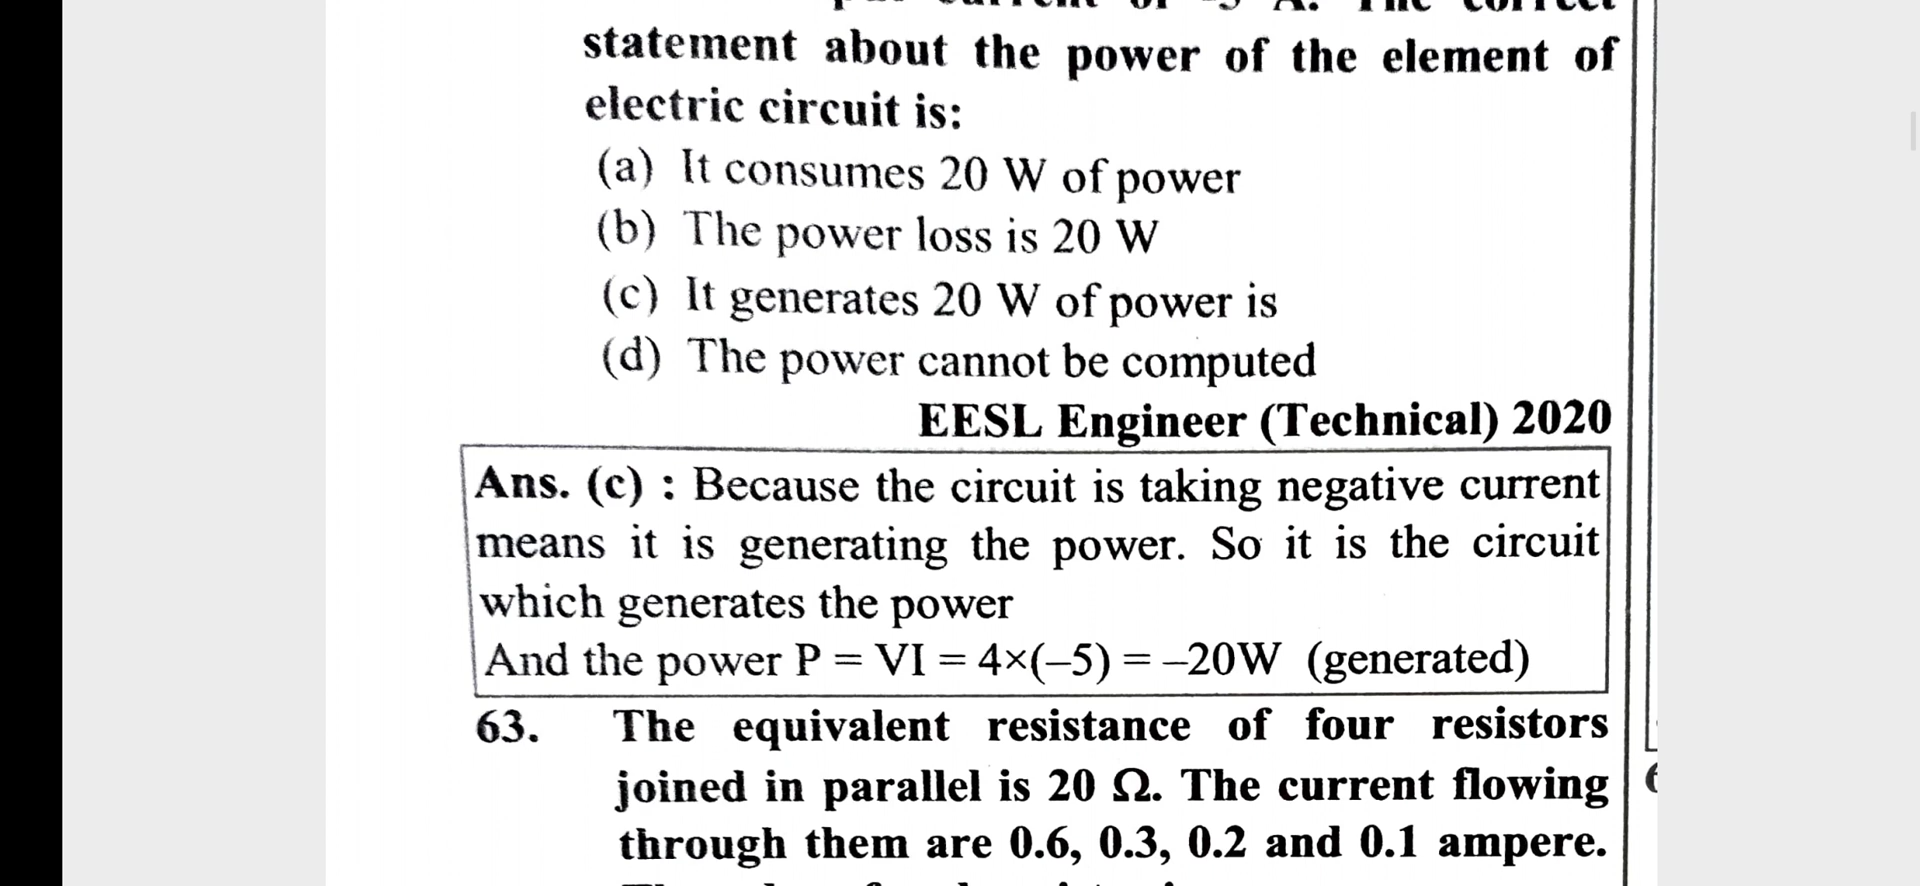 statement about the power of the element of
electric circuit is:
(a) It consumes 20 W of power
(b) The power loss is 20 W
(c) It generates 20 W of power is
(d) The power cannot be computed
EESL Engineer (Technical) 2020
Ans. (c) : Because the circuit is taking negative current
means it is generating the power. So it is the circuit
which generates the power
And the power P = VI = 4×(–5) = –20W (generated)
63. The equivalent resistance of four resistors
joined in parallel is 20 Ω. The current flowing
through them are 0.6, 0.3, 0.2 and 0.1 ampere.